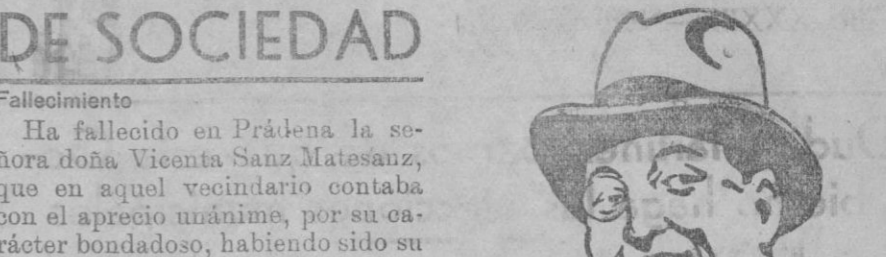 DE SOCIEDAD
Fallecimiento
Ha fallecido en Prádena la se-
ñora doña Vicenta Sanz Matesanz,
que en aquel vecindario contaba
con el aprecio unánime, por su ca-
rácter bondadoso, habiendo sido su